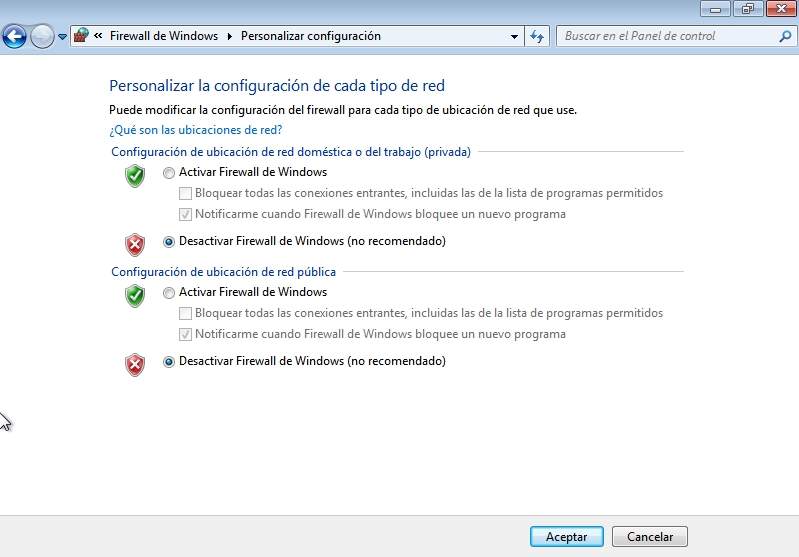 « Firewall de Windows Personalizar configuración
Buscar en el Panel de control
Personalizar la configuración de cada tipo de red
Puede modificar la configuración del firewall para cada tipo de ubicación de red que use.
¿Qué son las ubicaciones de red?
Configuración de ubicación de red doméstica o del trabajo (privada)
Activar Firewall de Windows
Bloquear todas las conexiones entrantes, incluidas las de la lista de programas permitidos
Notificarme cuando Firewall de Windows bloquee un nuevo programa
Desactivar Firewall de Windows (no recomendado)
Configuración de ubicación de red pública
Activar Firewall de Windows
Bloquear todas las conexiones entrantes, incluidas las de la lista de programas permitidos
Notificarme cuando Firewall de Windows bloquee un nuevo programa
Desactivar Firewall de Windows (no recomendado)
Aceptar Cancelar